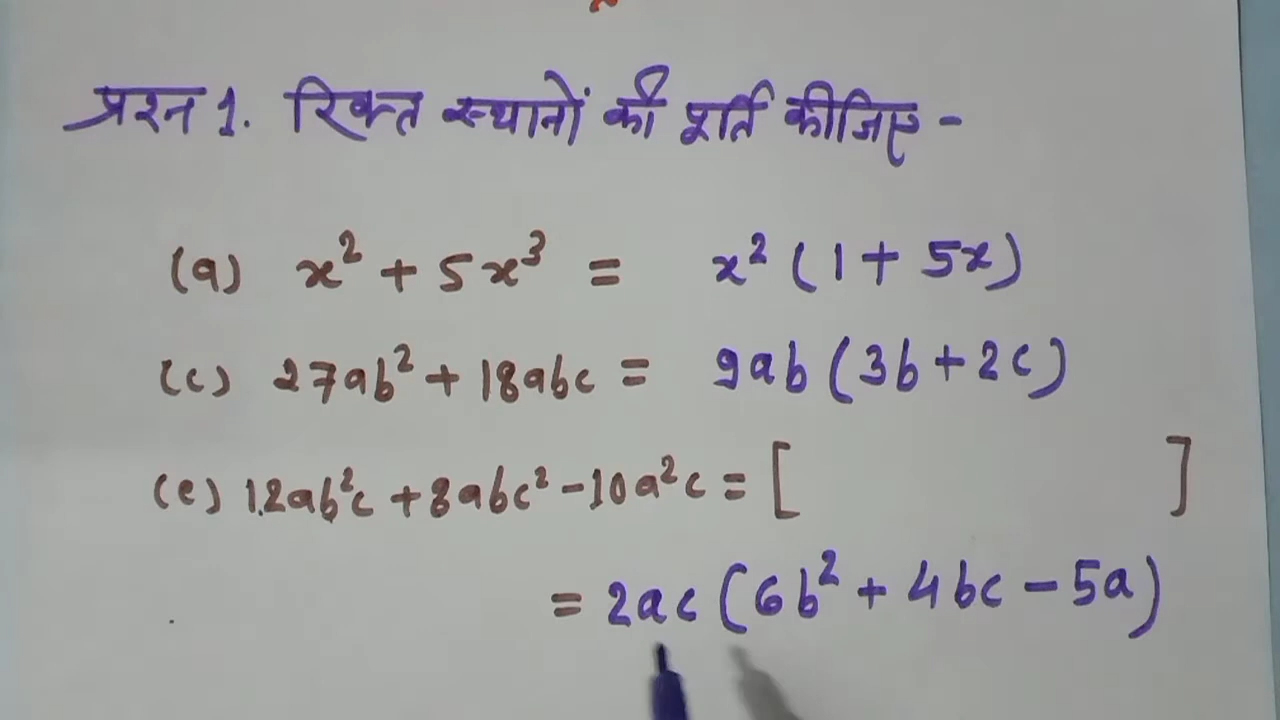 प्रश्न 1. रिक्त स्थानों की पूर्ति कीजिए -
(a) x² + 5x³ = x² (1 + 5x)
(c) 27ab² + 18abc = 9ab (3b + 2c)
(e) 12ab²c + 8abc² - 10a²c = [ ]
= 2ac (6b² + 4bc - 5a)